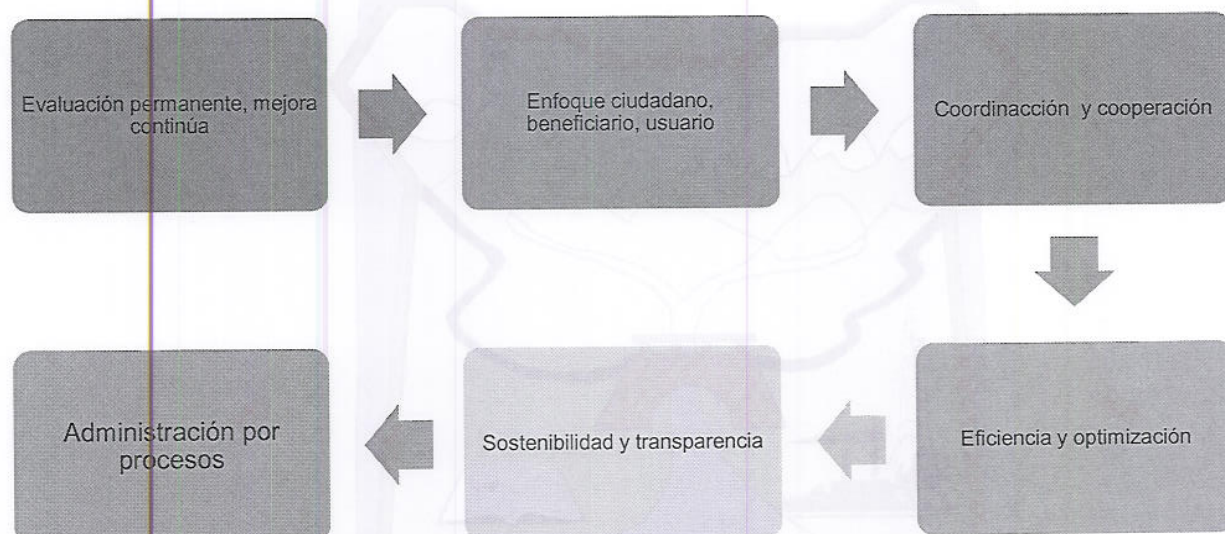 Evaluación permanente, mejora
continúa
Enfoque ciudadano,
beneficiario, usuario
Coordinacción y cooperación
Eficiencia y optimización
Sostenibilidad y transparencia
Administración por
procesos